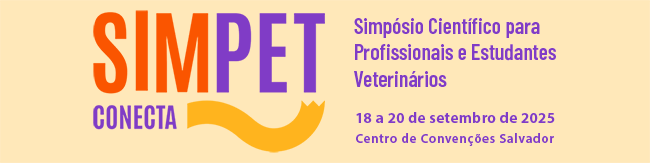 SIMPET
CONECTA
Simpósio Científico para
Profissionais e Estudantes
Veterinários
18 a 20 de setembro de 2025
Centro de Convenções Salvador